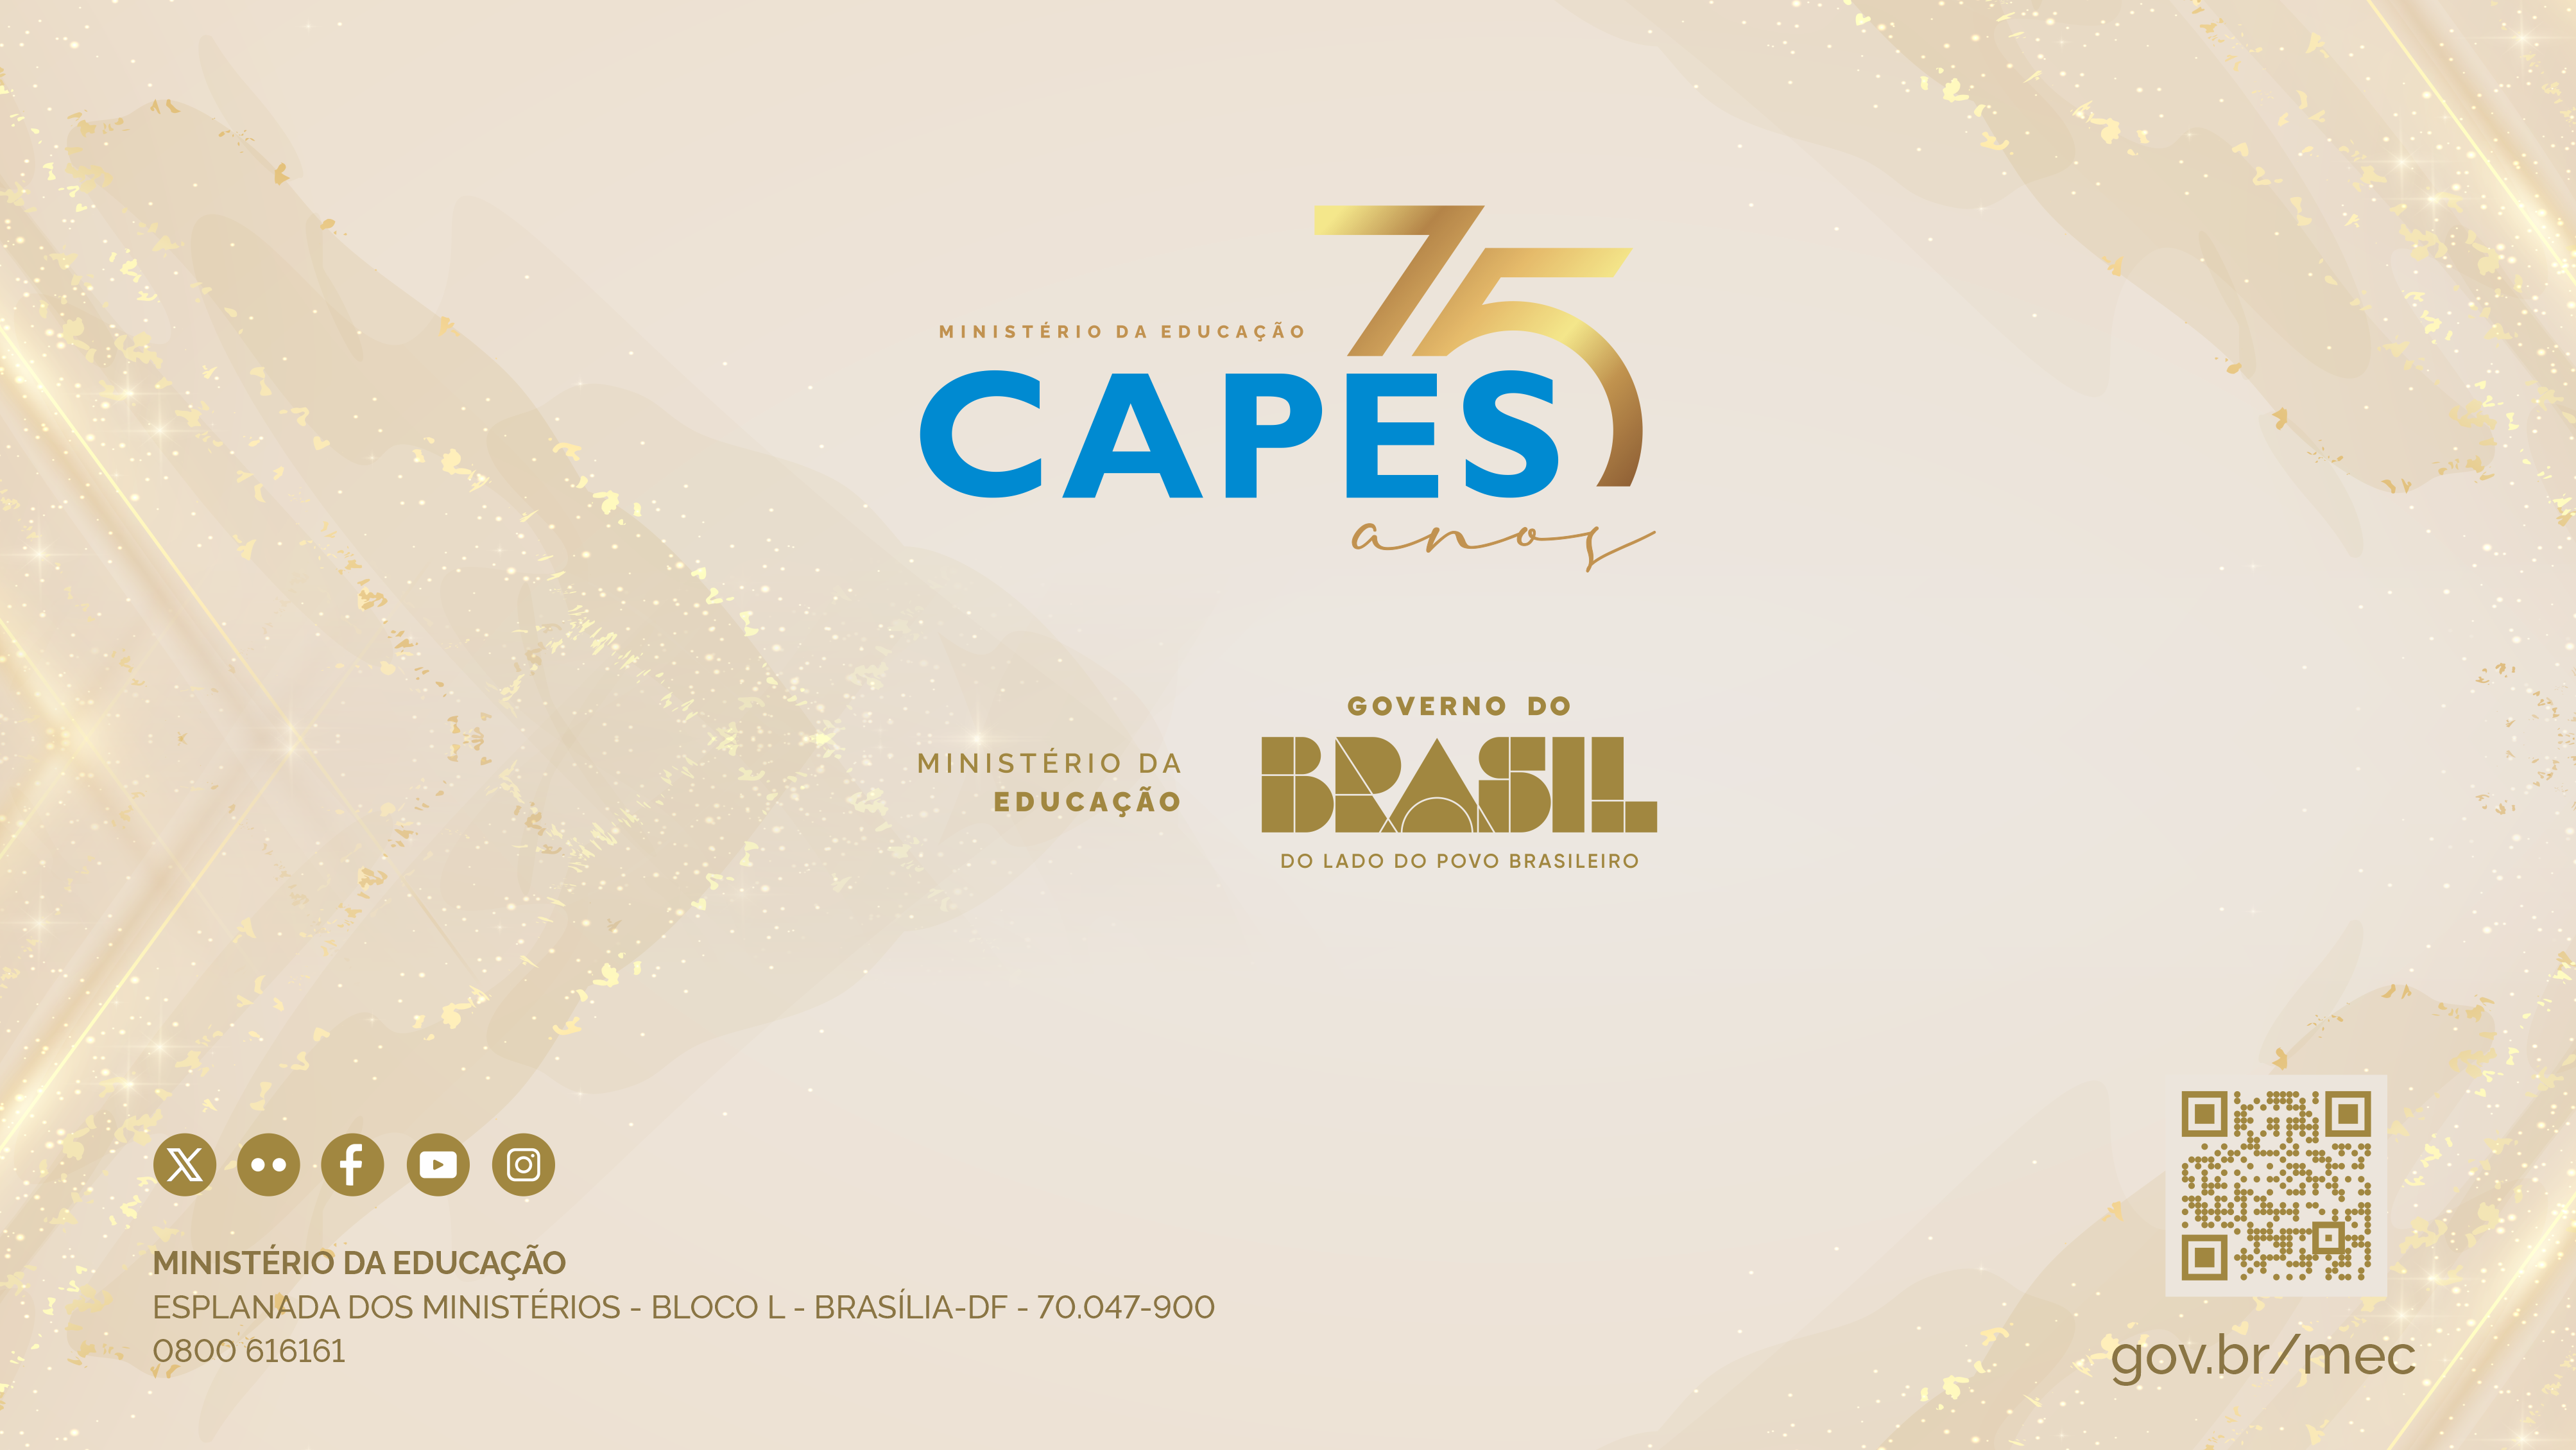 75
MINISTÉRIO DA EDUCAÇÃO
CAPES
anos
GOVERNO DO
BRASIL
DO LADO DO POVO BRASILEIRO
MINISTÉRIO DA
EDUCAÇÃO
MINISTÉRIO DA EDUCAÇÃO
ESPLANADA DOS MINISTÉRIOS - BLOCO L - BRASÍLIA-DF - 70.047-900
0800 616161
gov.br/mec